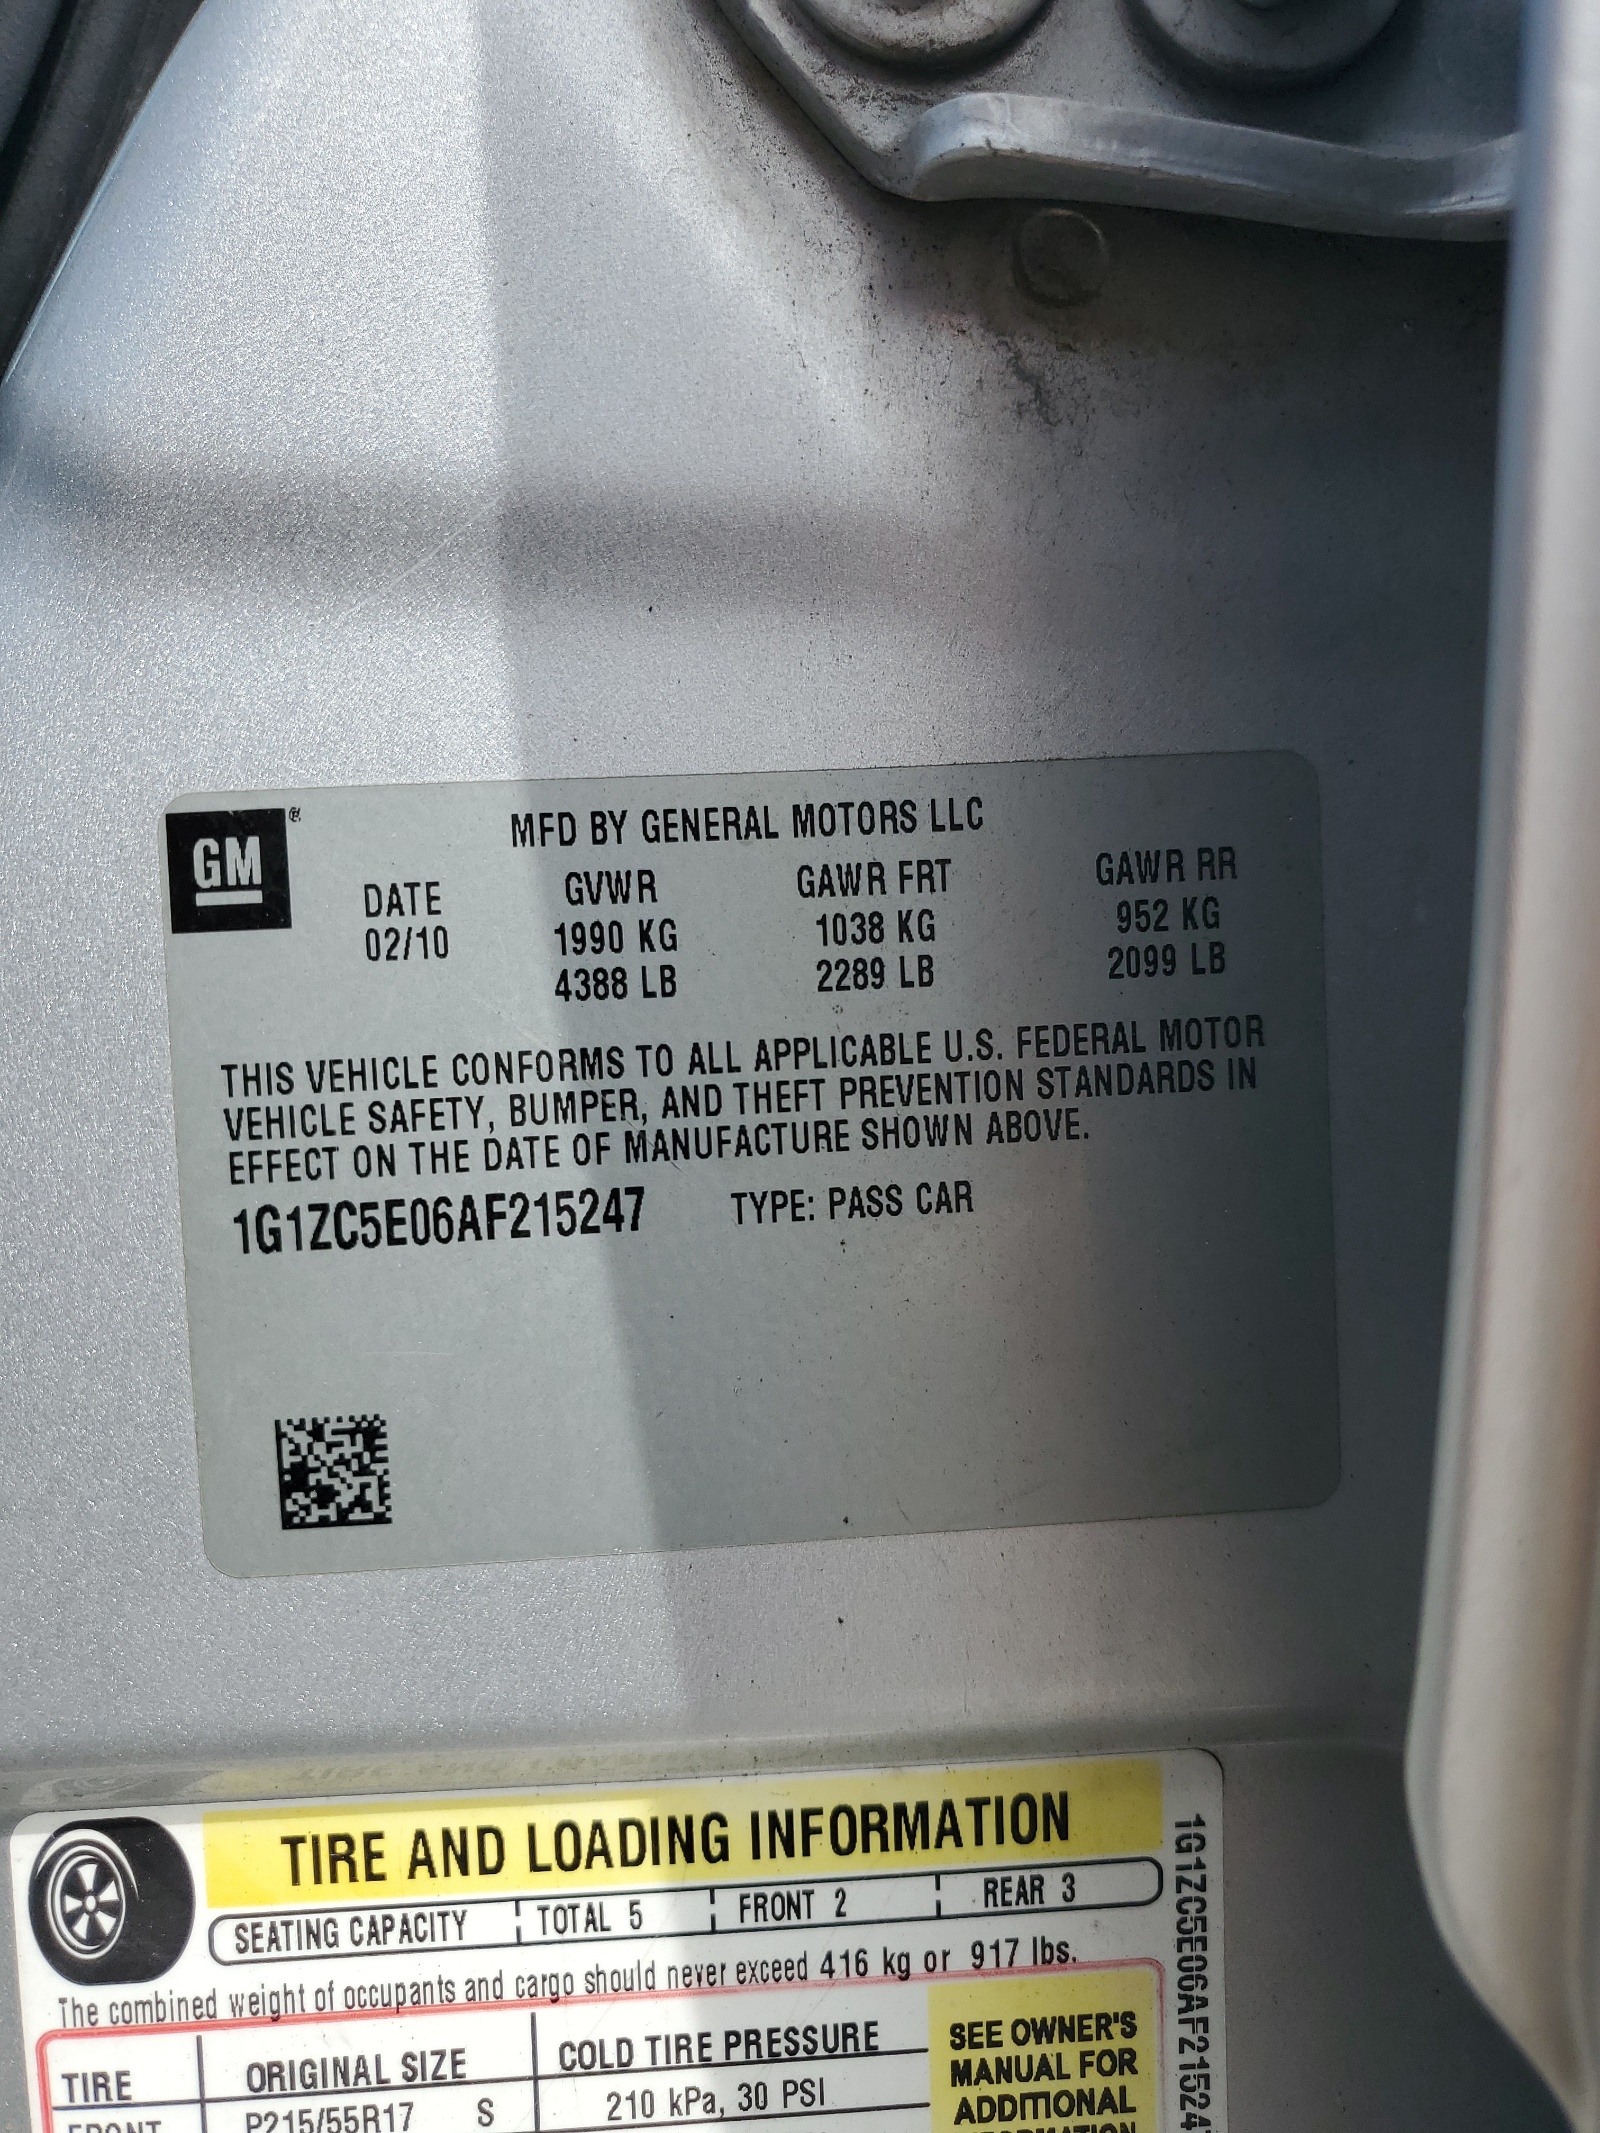 GM ®
MFD BY GENERAL MOTORS LLC
DATE GVWR GAWR FRT GAWR RR
02/10 1990 KG 1038 KG 952 KG
4388 LB 2289 LB 2099 LB
THIS VEHICLE CONFORMS TO ALL APPLICABLE U.S. FEDERAL MOTOR
VEHICLE SAFETY, BUMPER, AND THEFT PREVENTION STANDARDS IN
EFFECT ON THE DATE OF MANUFACTURE SHOWN ABOVE.
1G1ZC5E06AF215247 TYPE: PASS CAR
TIRE AND LOADING INFORMATION
SEATING CAPACITY TOTAL 5 FRONT 2 REAR 3
The combined weight of occupants and cargo should never exceed 416 kg or 917 lbs.
TIRE ORIGINAL SIZE COLD TIRE PRESSURE
FRONT P215/55R17 S 210 kPa, 30 PSI
SEE OWNER'S
MANUAL FOR
ADDITIONAL
INFORMATION
1G1ZC5E06AF21524